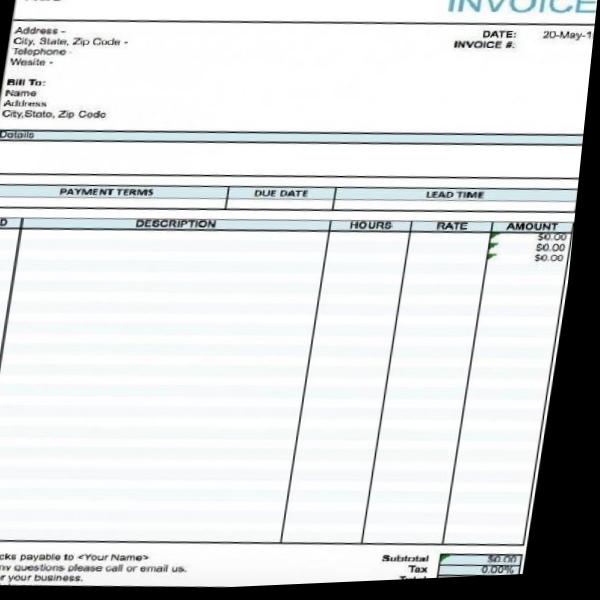 INVOICE
Address -
DATE: 20-May-1
City, State, Zip Code -
INVOICE #:
Telephone -
Wesite -
Bill To:
Name
Address
City,State, Zip Code
Details
PAYMENT TERMS DUE DATE LEAD TIME
DESCRIPTION HOURS RATE AMOUNT
$0.00
$0.00
$0.00
cks payable to <Your Name> Subtotal $0.00
ny questions please call or email us. Tax 0.00%
r your business.